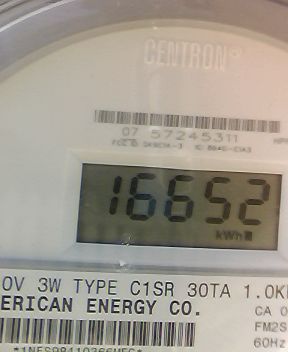 CENTRON®
07 57245311
16652
kWh
0V 3W TYPE C1SR 30TA 1.0K
ERICAN ENERGY CO.
CA 0
FM2S
60Hz